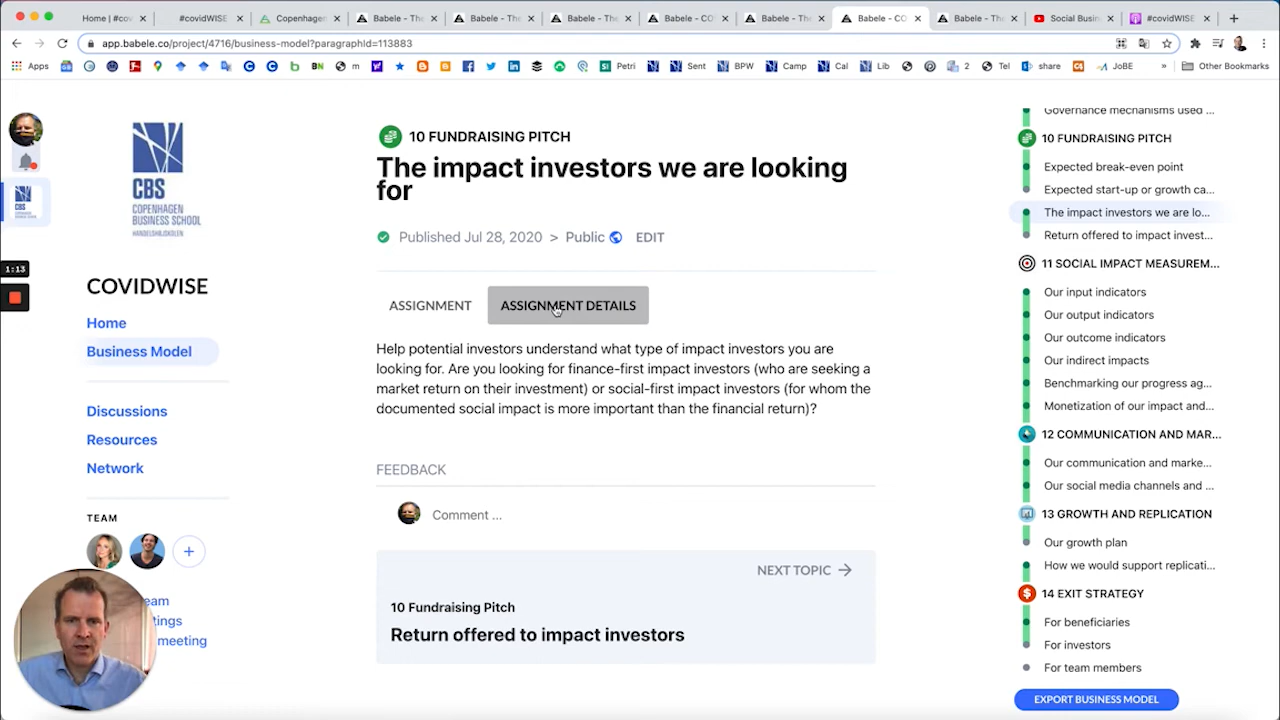 Home | #cov
#covidWISE
Copenhagen
Babele - The
Babele - The
Babele - The
Babele - CO
Babele - The
Babele - CO
Babele - The
Social Busin
#covidWISE
app.babele.co/project/4716/business-model?paragraphId=113883
Apps
m
BN
Petri
Sent
BPW
Camp
Cal
Lib
2
Tel
share
JoBE
»
Other Bookmarks
CBS
COPENHAGEN
BUSINESS SCHOOL
HANDELSHØJSKOLEN
1:13
COVIDWISE
Home
Business Model
Discussions
Resources
Network
TEAM
+
eam
tings
meeting
10 FUNDRAISING PITCH
The impact investors we are looking
for
Published Jul 28, 2020 > Public EDIT
ASSIGNMENT ASSIGNMENT DETAILS
Help potential investors understand what type of impact investors you are
looking for. Are you looking for finance-first impact investors (who are seeking a
market return on their investment) or social-first impact investors (for whom the
documented social impact is more important than the financial return)?
FEEDBACK
Comment ...
NEXT TOPIC
10 Fundraising Pitch
Return offered to impact investors
Governance mechanisms used ...
10 FUNDRAISING PITCH
Expected break-even point
Expected start-up or growth ca...
The impact investors we are lo...
Return offered to impact invest...
11 SOCIAL IMPACT MEASUREM...
Our input indicators
Our output indicators
Our outcome indicators
Our indirect impacts
Benchmarking our progress ag...
Monetization of our impact and...
12 COMMUNICATION AND MAR...
Our communication and marke...
Our social media channels and ...
13 GROWTH AND REPLICATION
Our growth plan
How we would support replicati...
14 EXIT STRATEGY
For beneficiaries
For investors
For team members
EXPORT BUSINESS MODEL